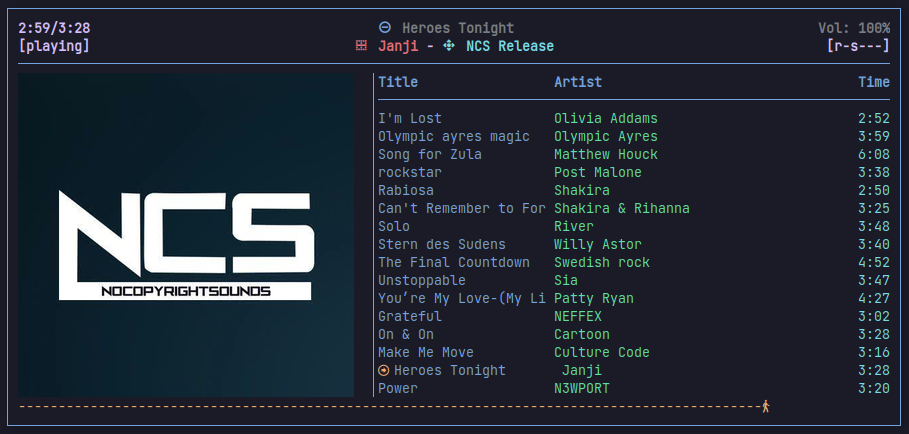 2:59/3:28 Heroes Tonight Vol: 100%
[playing] Janji - NCS Release [r-s---]
NCS
NOCOPYRIGHTSOUNDS
Title Artist Time
I'm Lost Olivia Addams 2:52
Olympic ayres magic Olympic Ayres 3:59
Song for Zula Matthew Houck 6:08
rockstar Post Malone 3:38
Rabiosa Shakira 2:50
Can't Remember to For Shakira & Rihanna 3:25
Solo River 3:48
Stern des Sudens Willy Astor 3:40
The Final Countdown Swedish rock 4:52
Unstoppable Sia 3:47
You’re My Love-(My Li Patty Ryan 4:27
Grateful NEFFEX 3:02
On & On Cartoon 3:28
Make Me Move Culture Code 3:16
Heroes Tonight Janji 3:28
Power N3WPORT 3:20